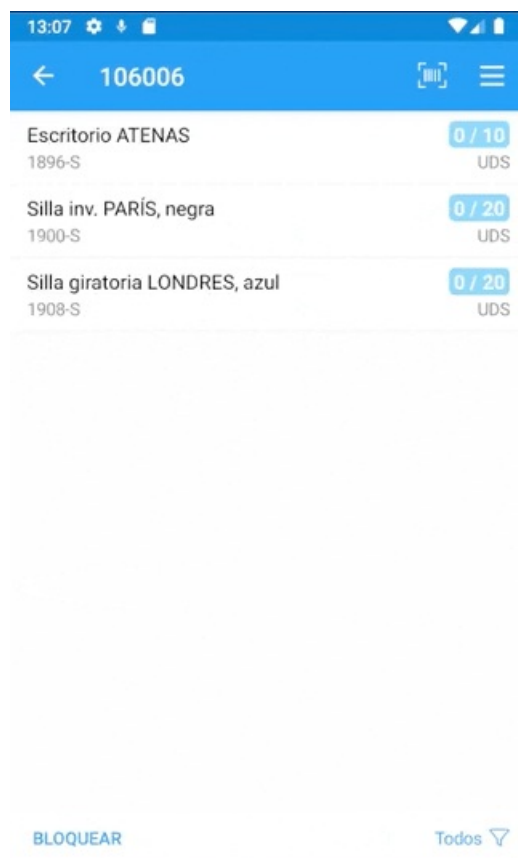 13:07
106006
Escritorio ATENAS 0 / 10
1896-S UDS
Silla inv. PARÍS, negra 0 / 20
1900-S UDS
Silla giratoria LONDRES, azul 0 / 20
1908-S UDS
BLOQUEAR Todos